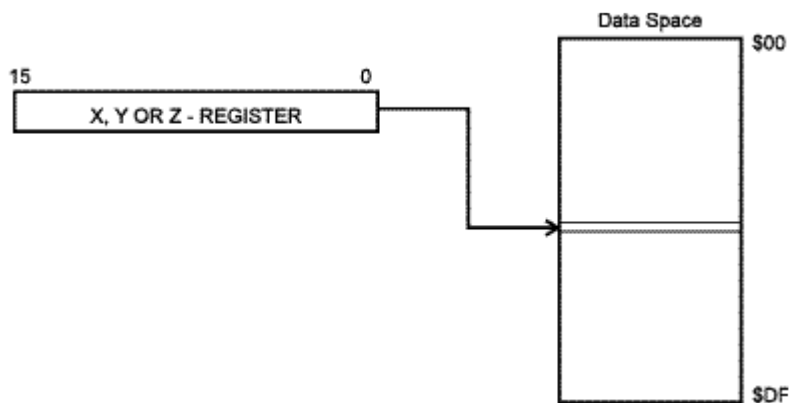 Data Space
$00
15 0
X, Y OR Z - REGISTER
$DF